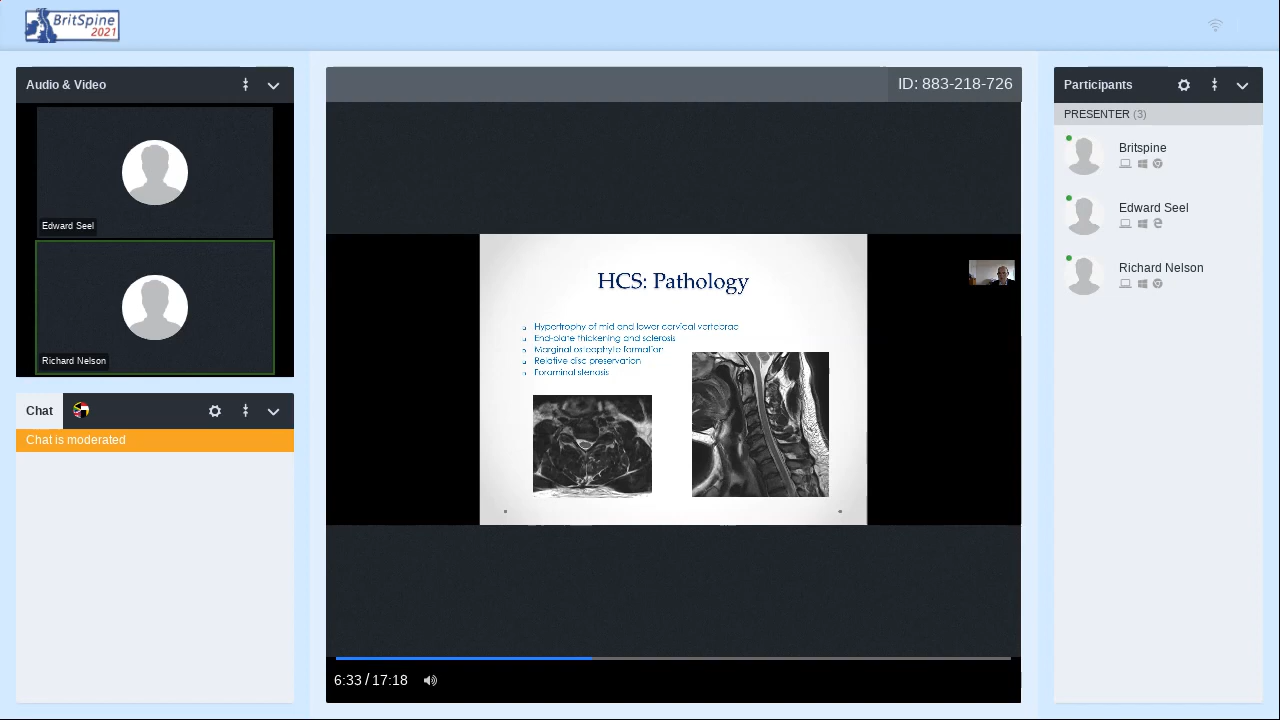 BritSpine
2021
Audio & Video
Edward Seel
Richard Nelson
Chat
Chat is moderated
ID: 883-218-726
HCS: Pathology
Hypertrophy of mid and lower cervical vertebrae
End-plate thickening and sclerosis
Marginal osteophyte formation
Relative disc preservation
Foraminal stenosis
6:33 / 17:18
Participants
PRESENTER (3)
Britspine
Edward Seel
Richard Nelson